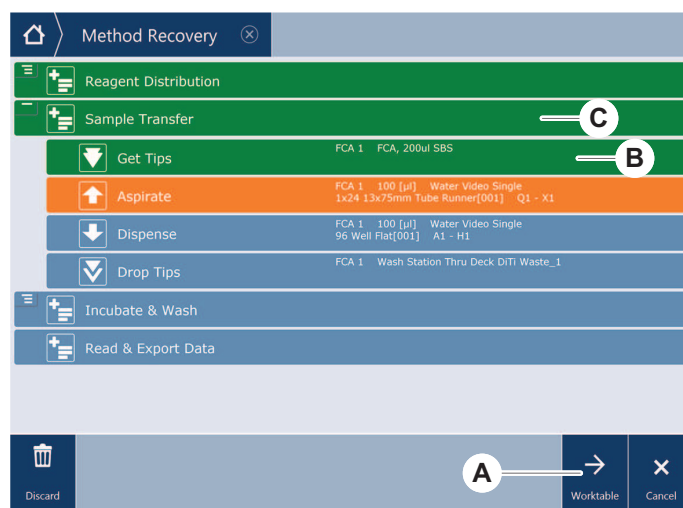 Method Recovery
Reagent Distribution
Sample Transfer
C
Get Tips
FCA 1 FCA, 200ul SBS
B
Aspirate
FCA 1 100 [µl] Water Video Single
1x24 13x75mm Tube Runner[001] Q1 - X1
Dispense
FCA 1 100 [µl] Water Video Single
96 Well Flat[001] A1 - H1
Drop Tips
FCA 1 Wash Station Thru Deck DiTi Waste_1
Incubate & Wash
Read & Export Data
A
Discard
Worktable
Cancel